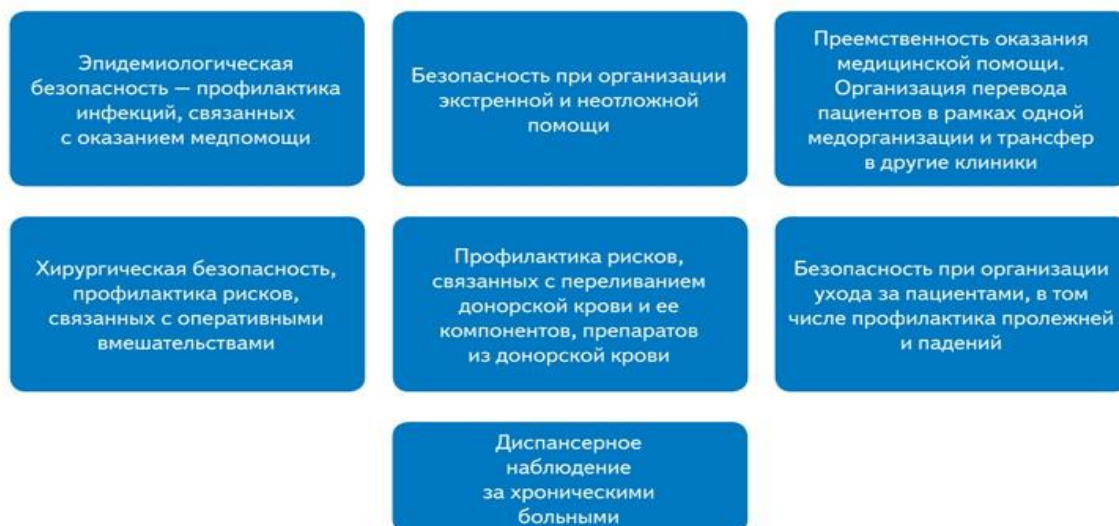 Эпидемиологическая
безопасность — профилактика
инфекций, связанных
с оказанием медпомощи
Безопасность при организации
экстренной и неотложной
помощи
Преемственность оказания
медицинской помощи.
Организация перевода
пациентов в рамках одной
медорганизации и трансфер
в другие клиники
Хирургическая безопасность,
профилактика рисков,
связанных с оперативными
вмешательствами
Профилактика рисков,
связанных с переливанием
донорской крови и ее
компонентов, препаратов
из донорской крови
Безопасность при организации
ухода за пациентами, в том
числе профилактика пролежней
и падений
Диспансерное
наблюдение
за хроническими
больными